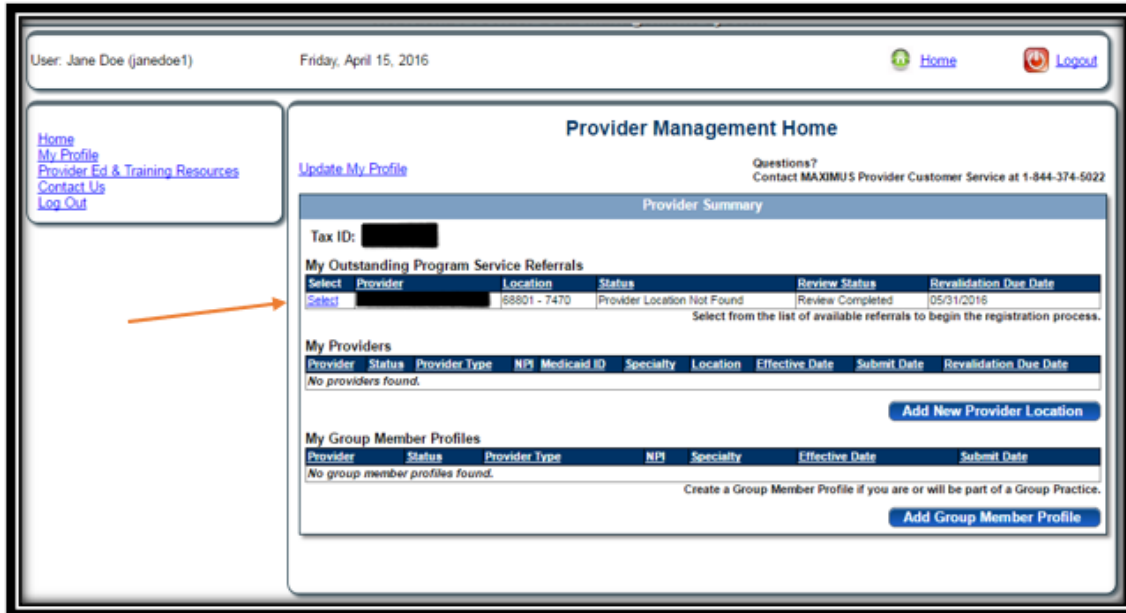 User: Jane Doe (janedoe1) Friday, April 15, 2016 Home Logout
Home
My Profile
Provider Ed & Training Resources
Contact Us
Log Out
Provider Management Home
Update My Profile
Questions?
Contact MAXIMUS Provider Customer Service at 1-844-374-5022
Provider Summary
Tax ID:
My Outstanding Program Service Referrals
Select Provider Location Status Review Status Revalidation Due Date
Select 68801 - 7470 Provider Location Not Found Review Completed 05/31/2016
Select from the list of available referrals to begin the registration process.
My Providers
Provider Status Provider Type NPI Medicaid ID Specialty Location Effective Date Submit Date Revalidation Due Date
No providers found.
Add New Provider Location
My Group Member Profiles
Provider Status Provider Type NPI Specialty Effective Date Submit Date
No group member profiles found.
Create a Group Member Profile if you are or will be part of a Group Practice.
Add Group Member Profile